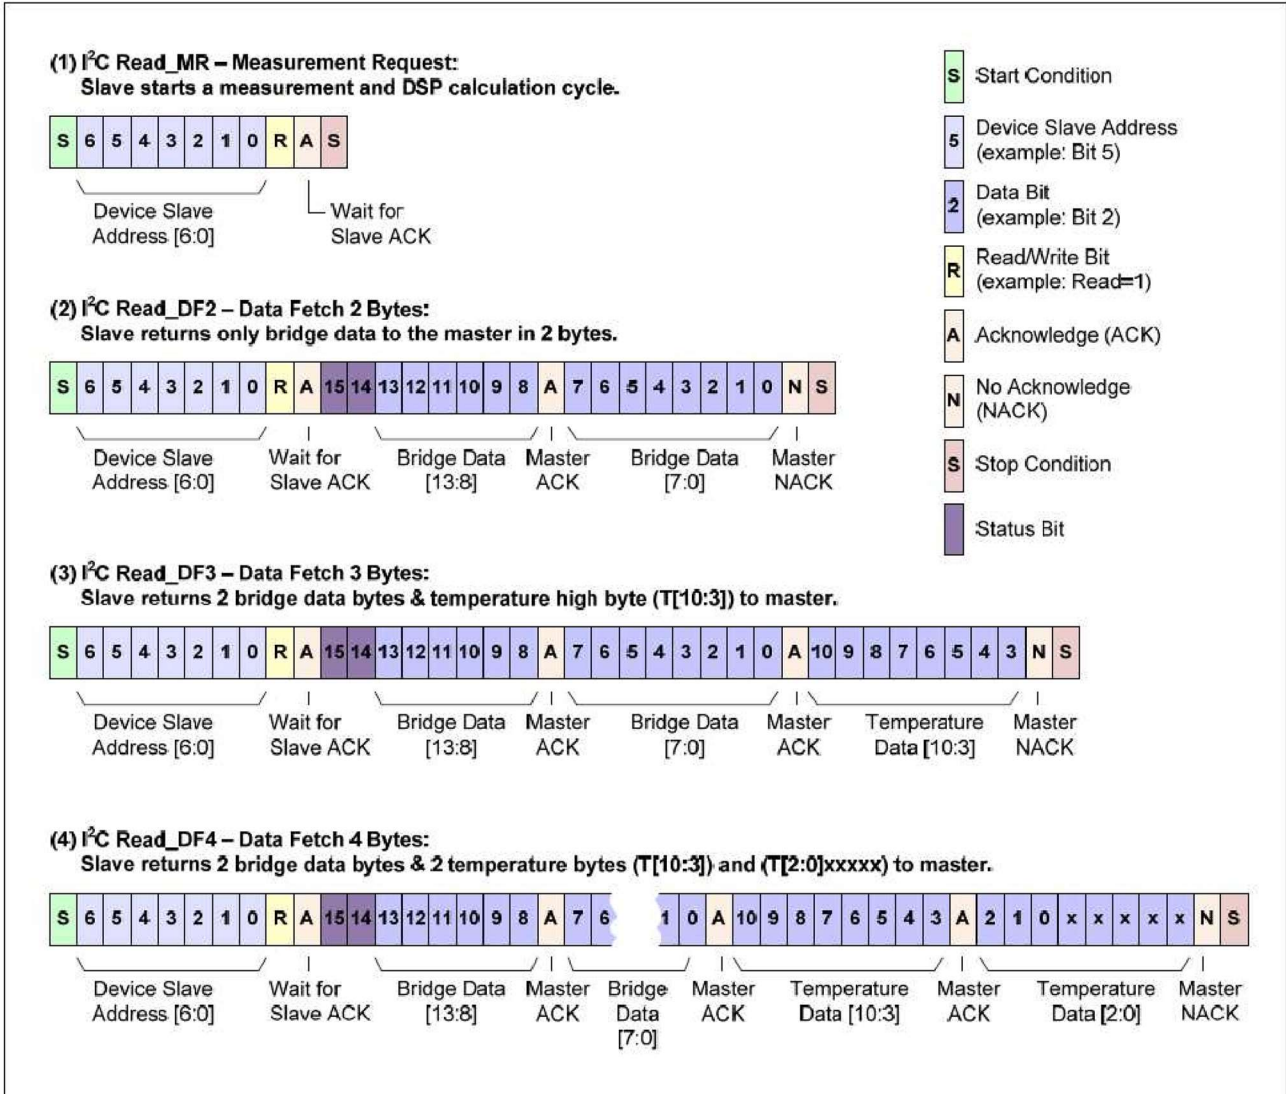 (1) I²C Read_MR – Measurement Request:
Slave starts a measurement and DSP calculation cycle.
S 6 5 4 3 2 1 0 R A S
Device Slave
Address [6:0]
Wait for
Slave ACK
(2) I²C Read_DF2 – Data Fetch 2 Bytes:
Slave returns only bridge data to the master in 2 bytes.
S 6 5 4 3 2 1 0 R A 15 14 13 12 11 10 9 8 A 7 6 5 4 3 2 1 0 N S
Device Slave
Address [6:0]
Wait for
Slave ACK
Bridge Data
[13:8]
Master
ACK
Bridge Data
[7:0]
Master
NACK
(3) I²C Read_DF3 – Data Fetch 3 Bytes:
Slave returns 2 bridge data bytes & temperature high byte (T[10:3]) to master.
S 6 5 4 3 2 1 0 R A 15 14 13 12 11 10 9 8 A 7 6 5 4 3 2 1 0 A 10 9 8 7 6 5 4 3 N S
Device Slave
Address [6:0]
Wait for
Slave ACK
Bridge Data
[13:8]
Master
ACK
Bridge Data
[7:0]
Master
ACK
Temperature
Data [10:3]
Master
NACK
(4) I²C Read_DF4 – Data Fetch 4 Bytes:
Slave returns 2 bridge data bytes & 2 temperature bytes (T[10:3]) and (T[2:0]xxxxx) to master.
S 6 5 4 3 2 1 0 R A 15 14 13 12 11 10 9 8 A 7 6 1 0 A 10 9 8 7 6 5 4 3 A 2 1 0 x x x x x N S
Device Slave
Address [6:0]
Wait for
Slave ACK
Bridge Data
[13:8]
Master
ACK
Bridge
Data
[7:0]
Master
ACK
Temperature
Data [10:3]
Master
ACK
Temperature
Data [2:0]
Master
NACK
S Start Condition
5 Device Slave Address
(example: Bit 5)
2 Data Bit
(example: Bit 2)
R Read/Write Bit
(example: Read=1)
A Acknowledge (ACK)
N No Acknowledge
(NACK)
S Stop Condition
Status Bit